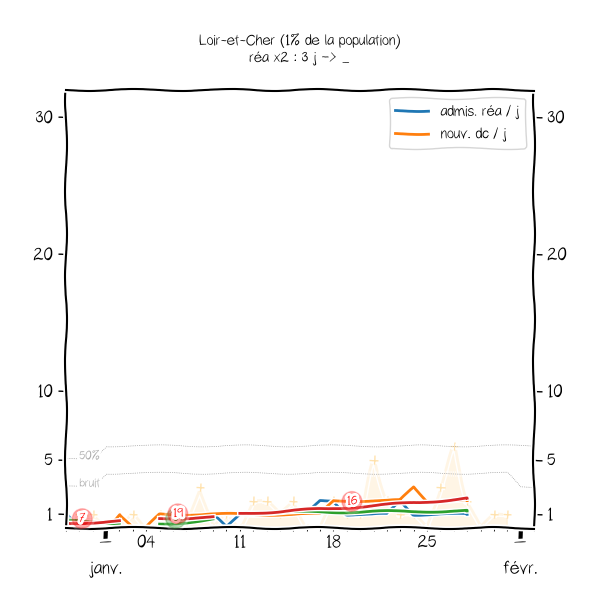 Loir-et-Cher (1% de la population)
réa x2 : 3 j -> _
admis. réa / j
nouv. dc / j
30
30
20
20
10
10
5
5
50%
bruit
1
1
7
19
16
04
11
18
25
janv.
févr.